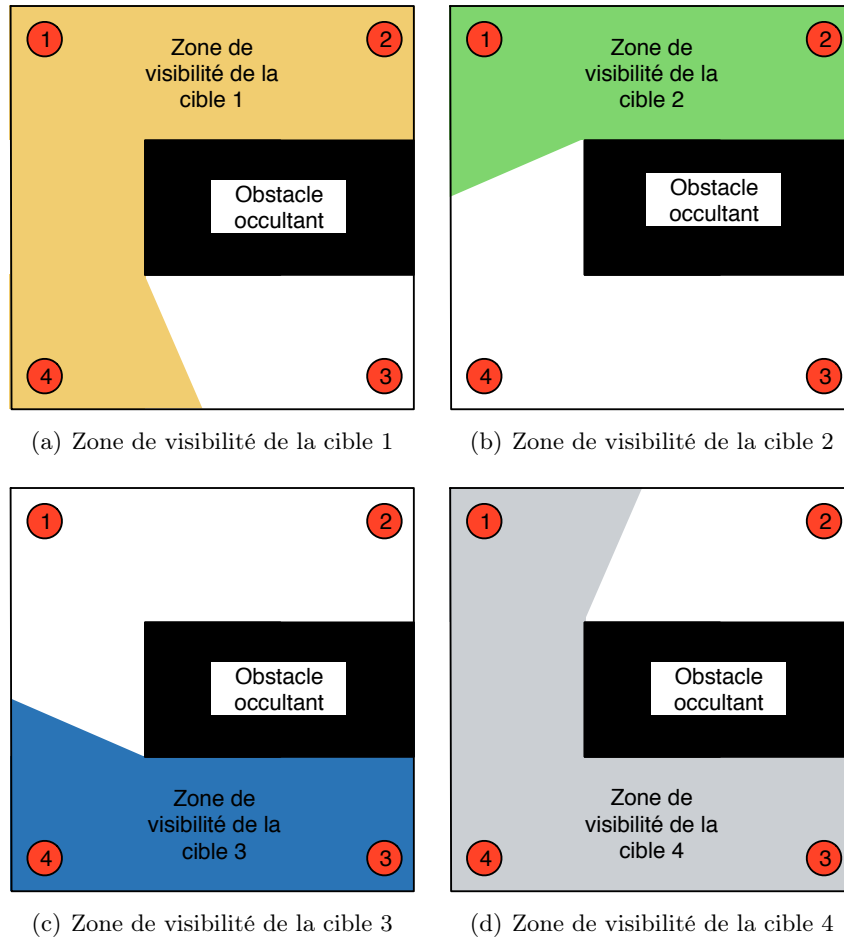 1
2
Zone de
visibilité de la
cible 1
Obstacle
occultant
4
3
(a) Zone de visibilité de la cible 1
1
2
Zone de
visibilité de la
cible 2
Obstacle
occultant
4
3
(b) Zone de visibilité de la cible 2
1
2
Obstacle
occultant
Zone de
visibilité de la
cible 3
4
3
(c) Zone de visibilité de la cible 3
1
2
Obstacle
occultant
Zone de
visibilité de la
cible 4
4
3
(d) Zone de visibilité de la cible 4